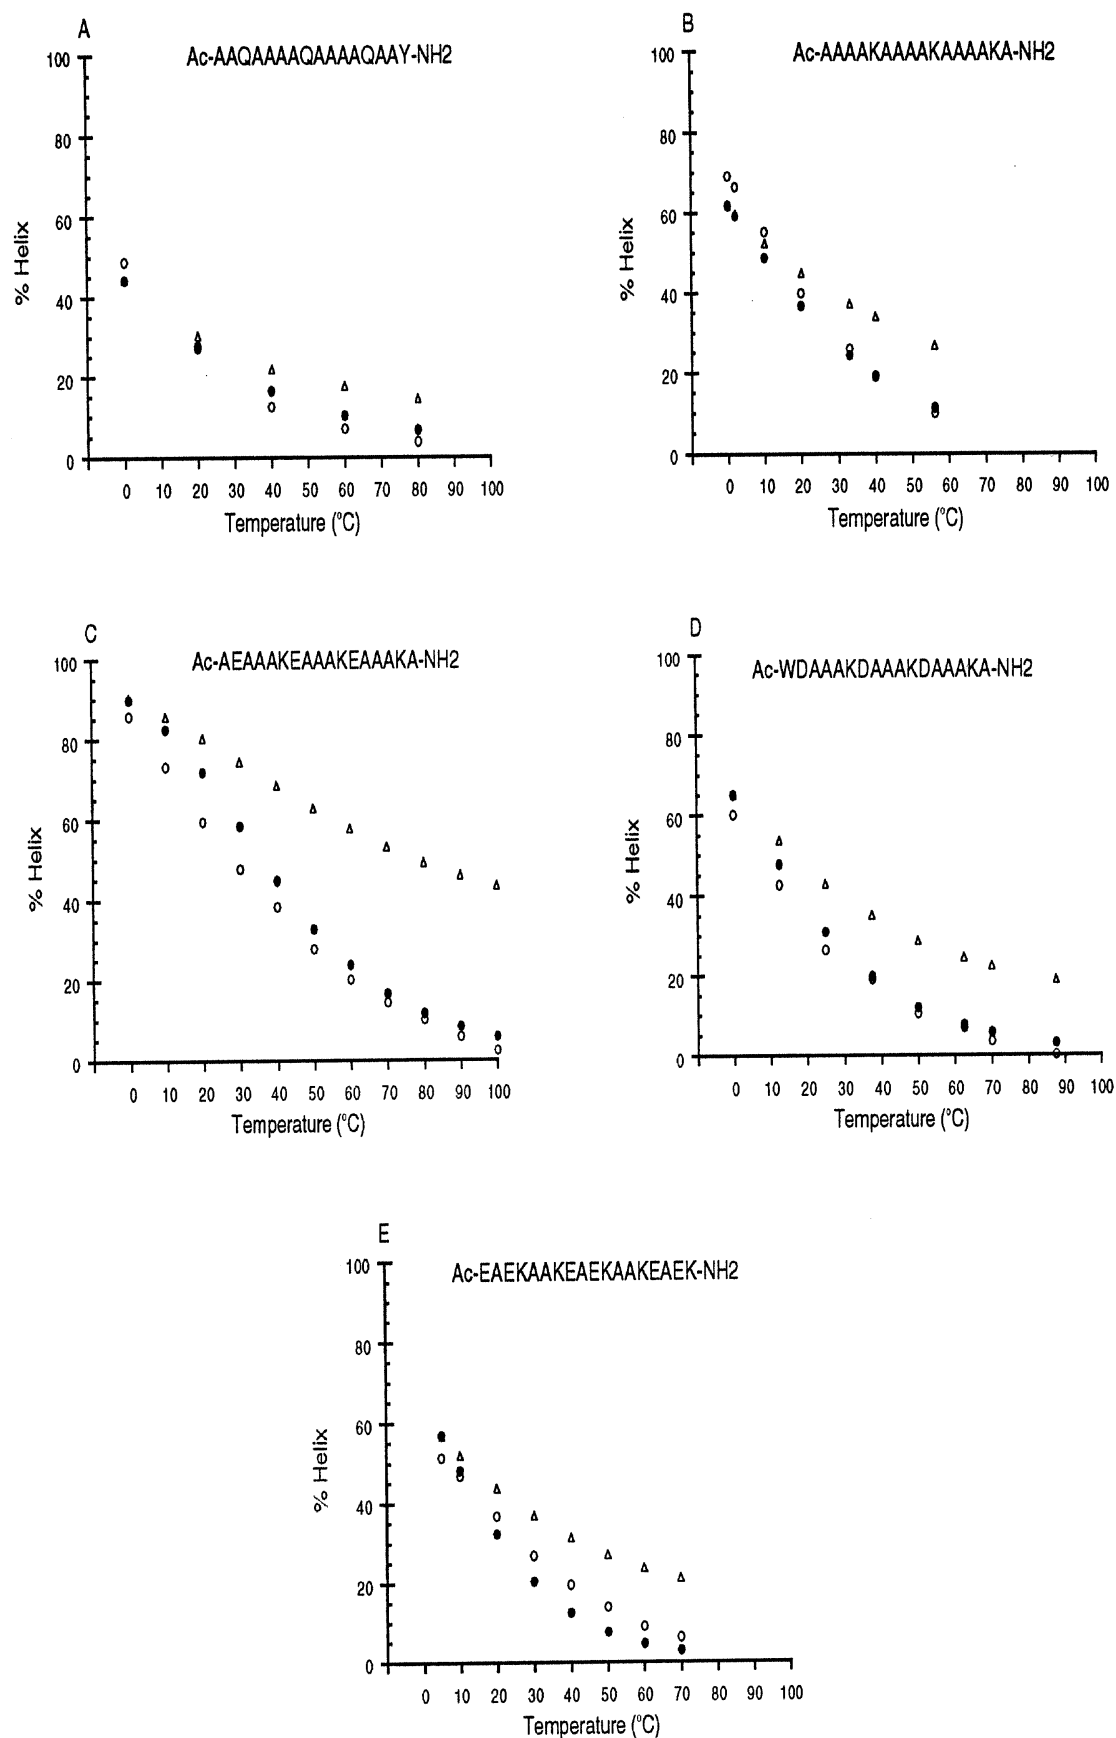 A
Ac-AAQAAAAQAAAAQAAY-NH2
100
80
60
40
20
0
% Helix
0 10 20 30 40 50 60 70 80 90 100
Temperature (°C)
B
Ac-AAAAKAAAAKAAAAKA-NH2
100
80
60
40
20
0
% Helix
0 10 20 30 40 50 60 70 80 90 100
Temperature (°C)
C
Ac-AEAAAKEAAAKEAAAKA-NH2
100
80
60
40
20
0
% Helix
0 10 20 30 40 50 60 70 80 90 100
Temperature (°C)
D
Ac-WDAAAKDAAAKDAAAKA-NH2
100
80
60
40
20
0
% Helix
0 10 20 30 40 50 60 70 80 90 100
Temperature (°C)
E
Ac-EAEKAAKEAEKAAKEAEK-NH2
100
80
60
40
20
0
% Helix
0 10 20 30 40 50 60 70 80 90 100
Temperature (°C)